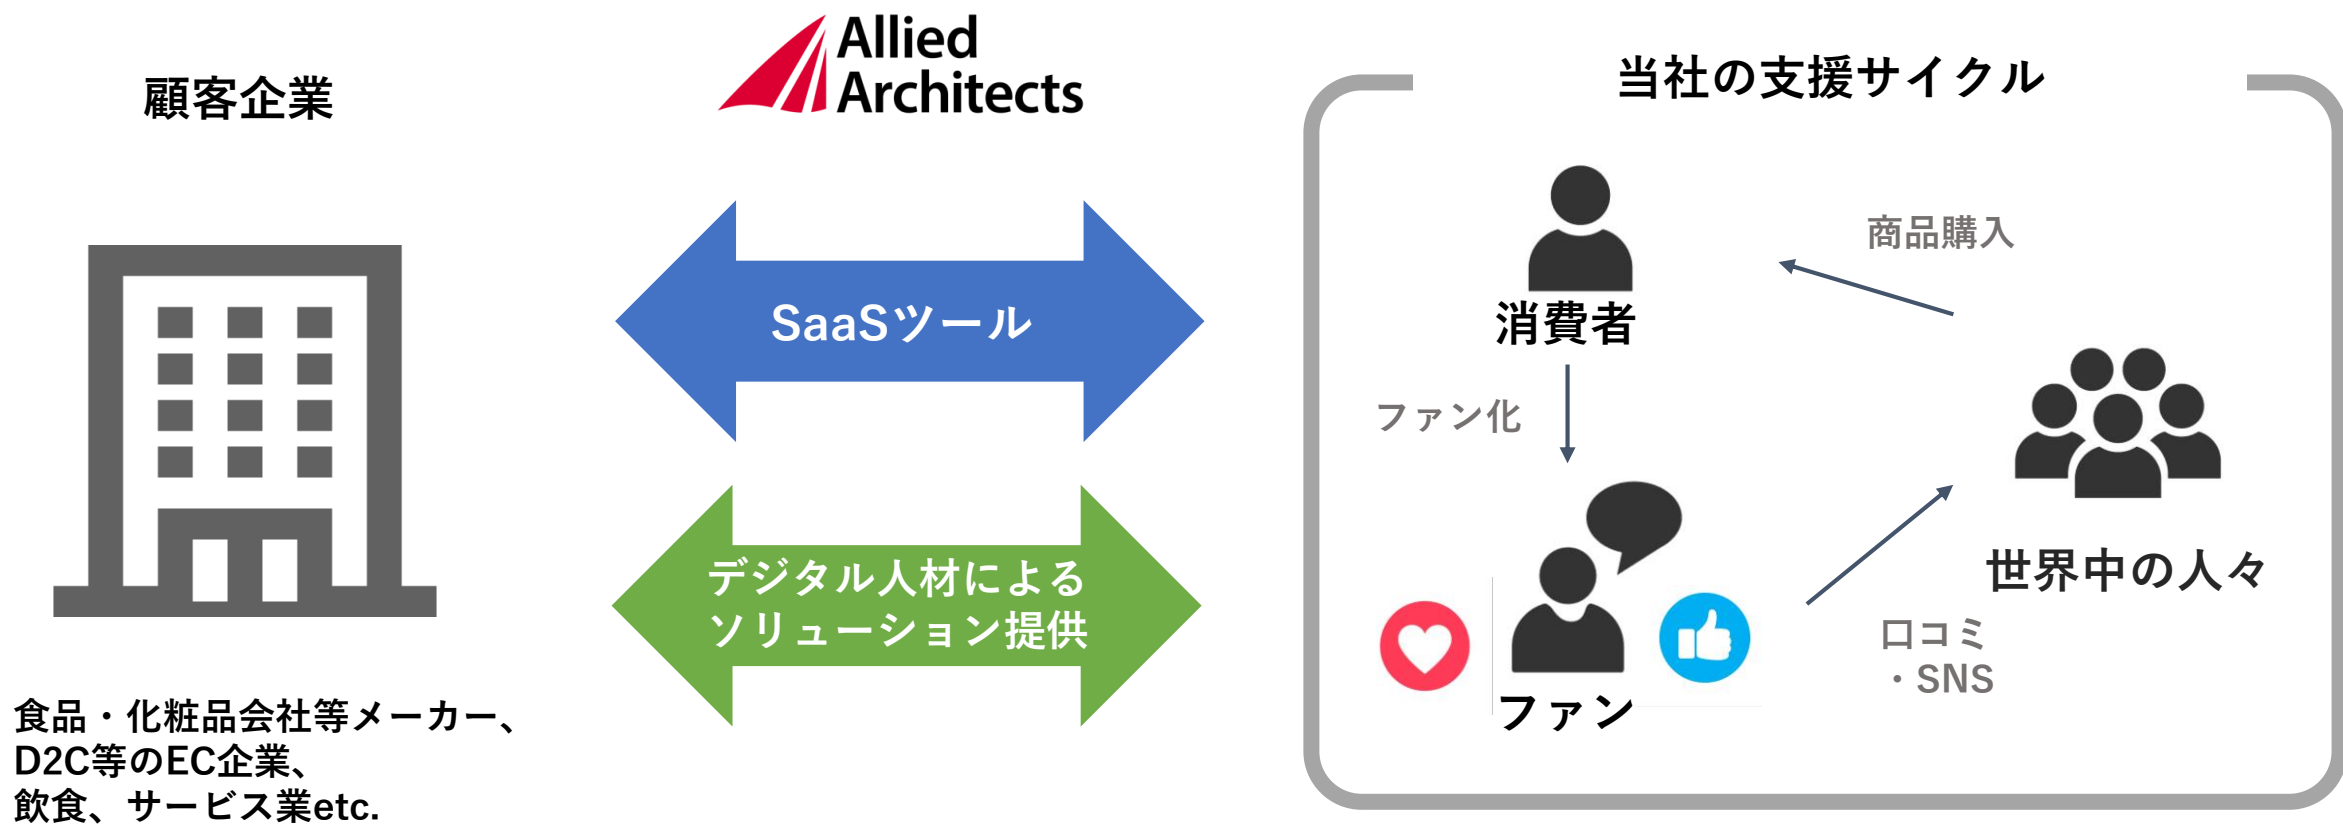 顧客企業
食品・化粧品会社等メーカー、
D2C等のEC企業、
飲食、サービス業etc.
Allied
Architects
SaaSツール
デジタル人材による
ソリューション提供
当社の支援サイクル
消費者
商品購入
ファン化
ファン
世界中の人々
口コミ
・SNS